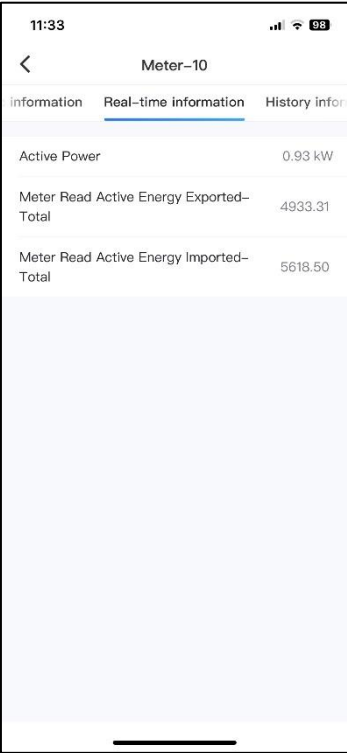 11:33
98
Meter-10
information Real-time information History infor
Active Power 0.93 kW
Meter Read Active Energy Exported-
Total
4933.31
Meter Read Active Energy Imported-
Total
5618.50